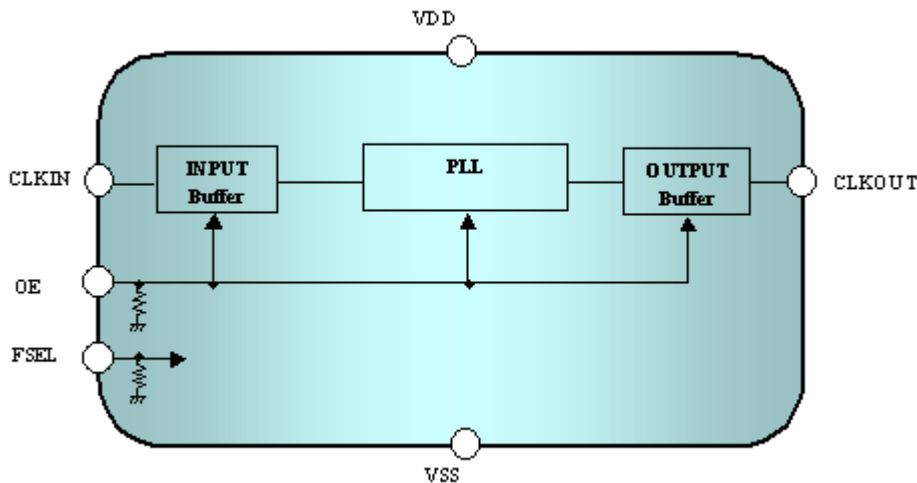 VDD
CLKIN
INPUT
Buffer
PLL
OUTPUT
Buffer
CLKOUT
OE
FSEL
VSS